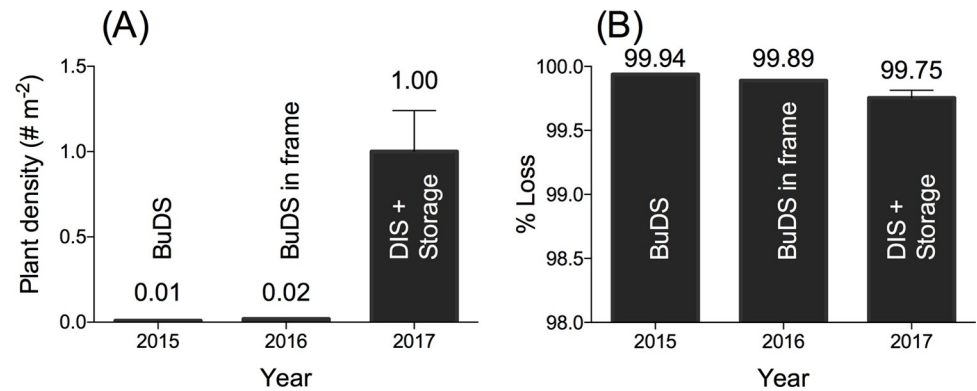 (A)
Plant density (# m-2)
1.5
1.0
0.5
0.0
BuDS
0.01
BuDS in frame
0.02
1.00
DIS +
Storage
2015
2016
2017
Year
(B)
% Loss
100.0
99.5
99.0
98.5
98.0
99.94
BuDS
99.89
BuDS in frame
99.75
DIS +
Storage
2015
2016
2017
Year